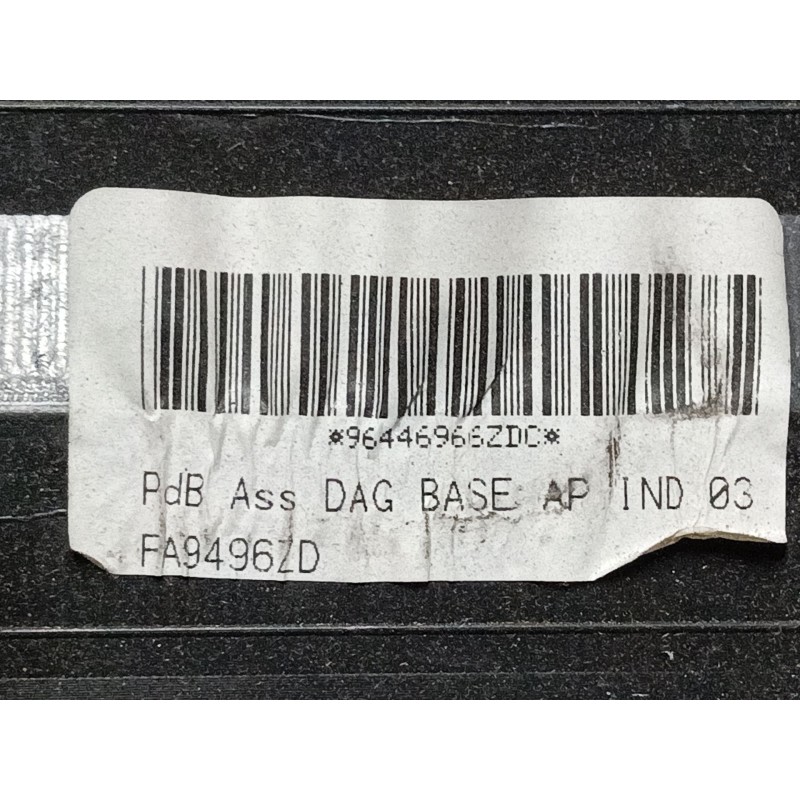 *96446966ZDC*
PdB Ass DAG BASE AP IND 03
FA9496ZD